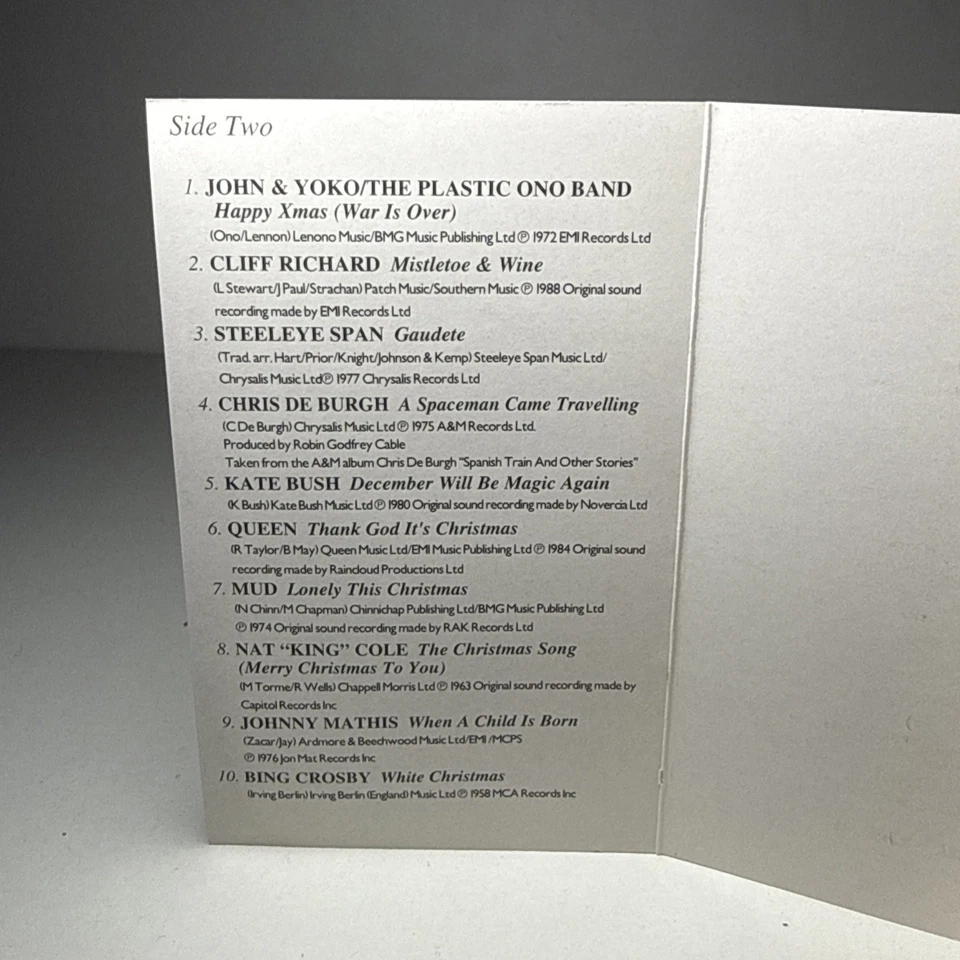 Side Two
1. JOHN & YOKO/THE PLASTIC ONO BAND
Happy Xmas (War Is Over)
(Ono/Lennon) Lenono Music/BMG Music Publishing Ltd ℗ 1972 EMI Records Ltd
2. CLIFF RICHARD Mistletoe & Wine
(L Stewart/J Paul/Strachan) Patch Music/Southern Music ℗ 1988 Original sound
recording made by EMI Records Ltd
3. STEELEYE SPAN Gaudete
(Trad. arr. Hart/Prior/Knight/Johnson & Kemp) Steeleye Span Music Ltd/
Chrysalis Music Ltd ℗ 1977 Chrysalis Records Ltd
4. CHRIS DE BURGH A Spaceman Came Travelling
(C De Burgh) Chrysalis Music Ltd ℗ 1975 A&M Records Ltd.
Produced by Robin Godfrey Cable
Taken from the A&M album Chris De Burgh "Spanish Train And Other Stories"
5. KATE BUSH December Will Be Magic Again
(K Bush) Kate Bush Music Ltd ℗ 1980 Original sound recording made by Novercia Ltd
6. QUEEN Thank God It's Christmas
(R Taylor/B May) Queen Music Ltd/EMI Music Publishing Ltd ℗ 1984 Original sound
recording made by Raincloud Productions Ltd
7. MUD Lonely This Christmas
(N Chinn/M Chapman) Chinnichap Publishing Ltd/BMG Music Publishing Ltd
℗ 1974 Original sound recording made by RAK Records Ltd
8. NAT “KING” COLE The Christmas Song
(Merry Christmas To You)
(M Torme/R Wells) Chappell Morris Ltd ℗ 1963 Original sound recording made by
Capitol Records Inc
9. JOHNNY MATHIS When A Child Is Born
(Zacar/Jay) Ardmore & Beechwood Music Ltd/EMI/MCPS
℗ 1976 Jon Mat Records Inc
10. BING CROSBY White Christmas
(Irving Berlin) Irving Berlin (England) Music Ltd ℗ 1958 MCA Records Inc